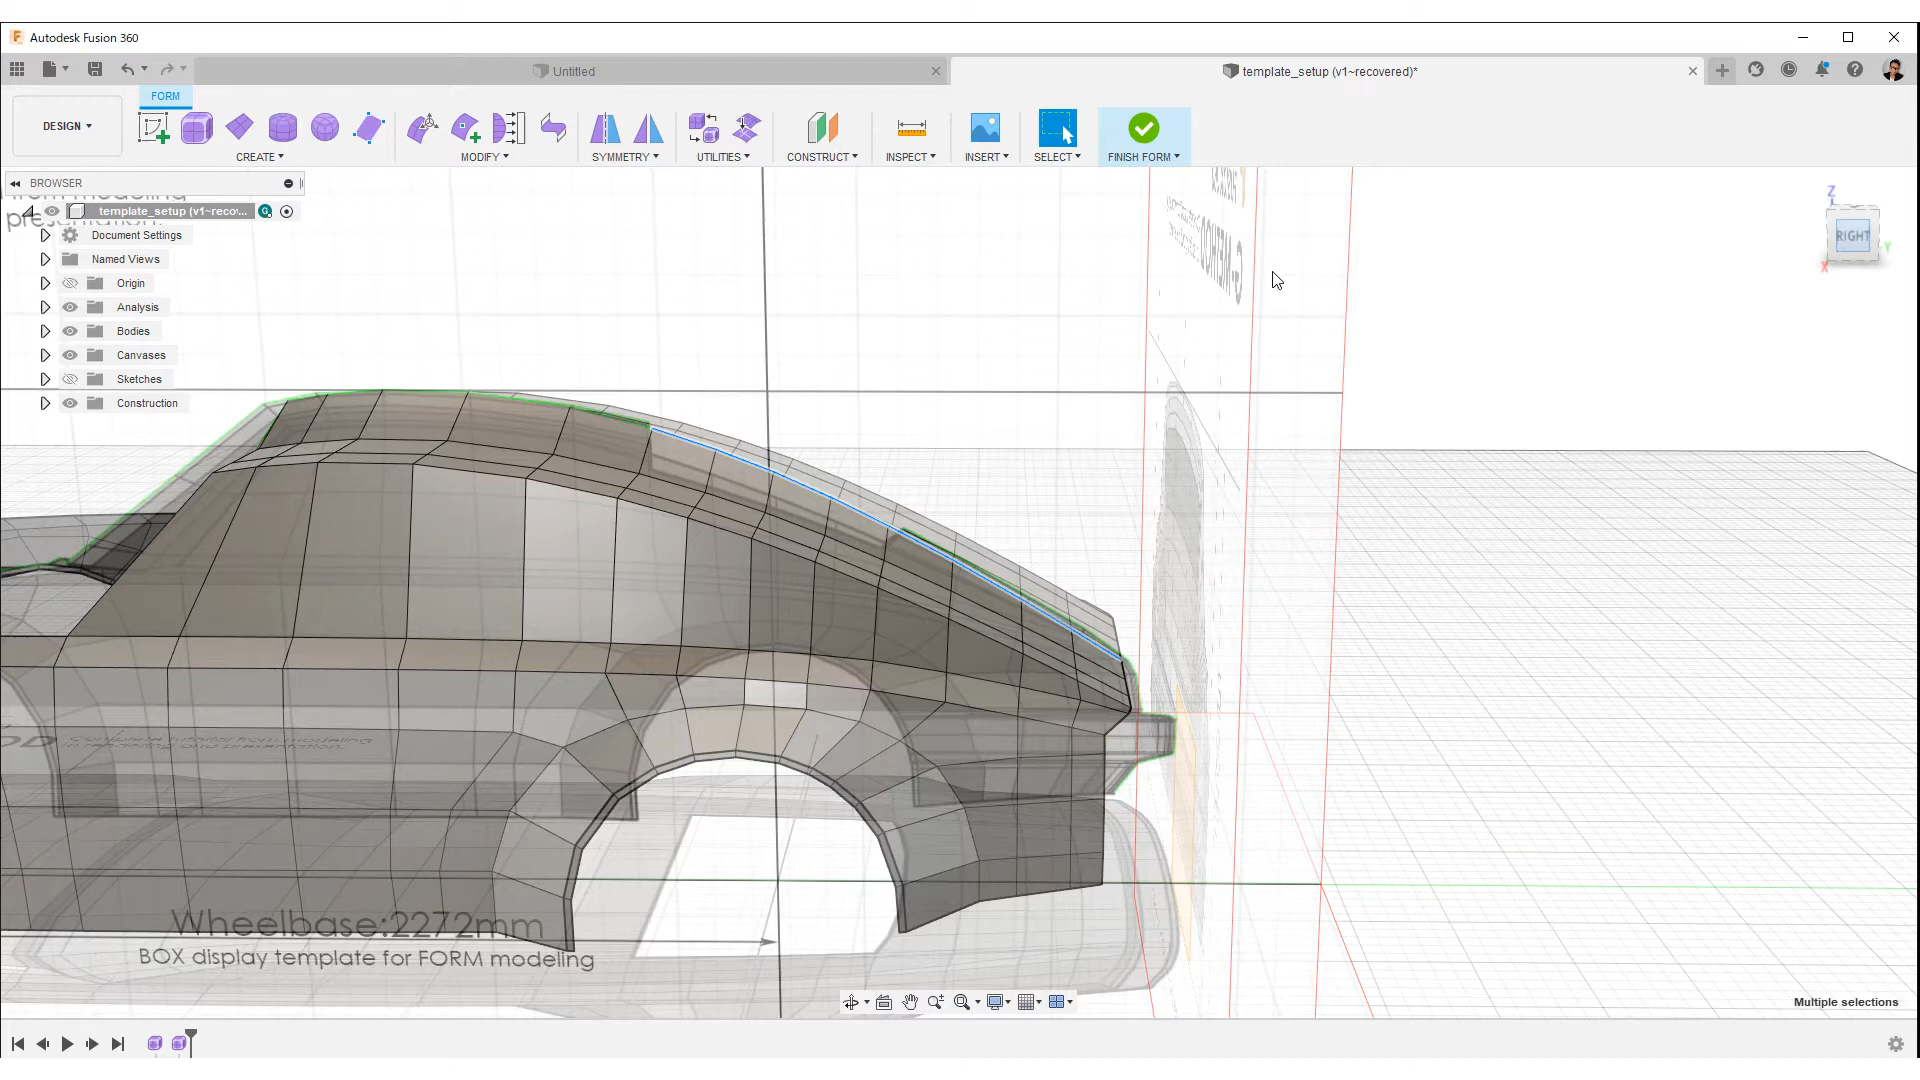 Autodesk Fusion 360
Untitled
template_setup (v1~recovered)*
FORM
DESIGN
CREATE
MODIFY
SYMMETRY
UTILITIES
CONSTRUCT
INSPECT
INSERT
SELECT
FINISH FORM
BROWSER
template_setup (v1~recov...
Document Settings
Named Views
Origin
Analysis
Bodies
Canvases
Sketches
Construction
Z
RIGHT
Y
X
G-METHOD
Wheelbase:2272mm
BOX display template for FORM modeling
Multiple selections